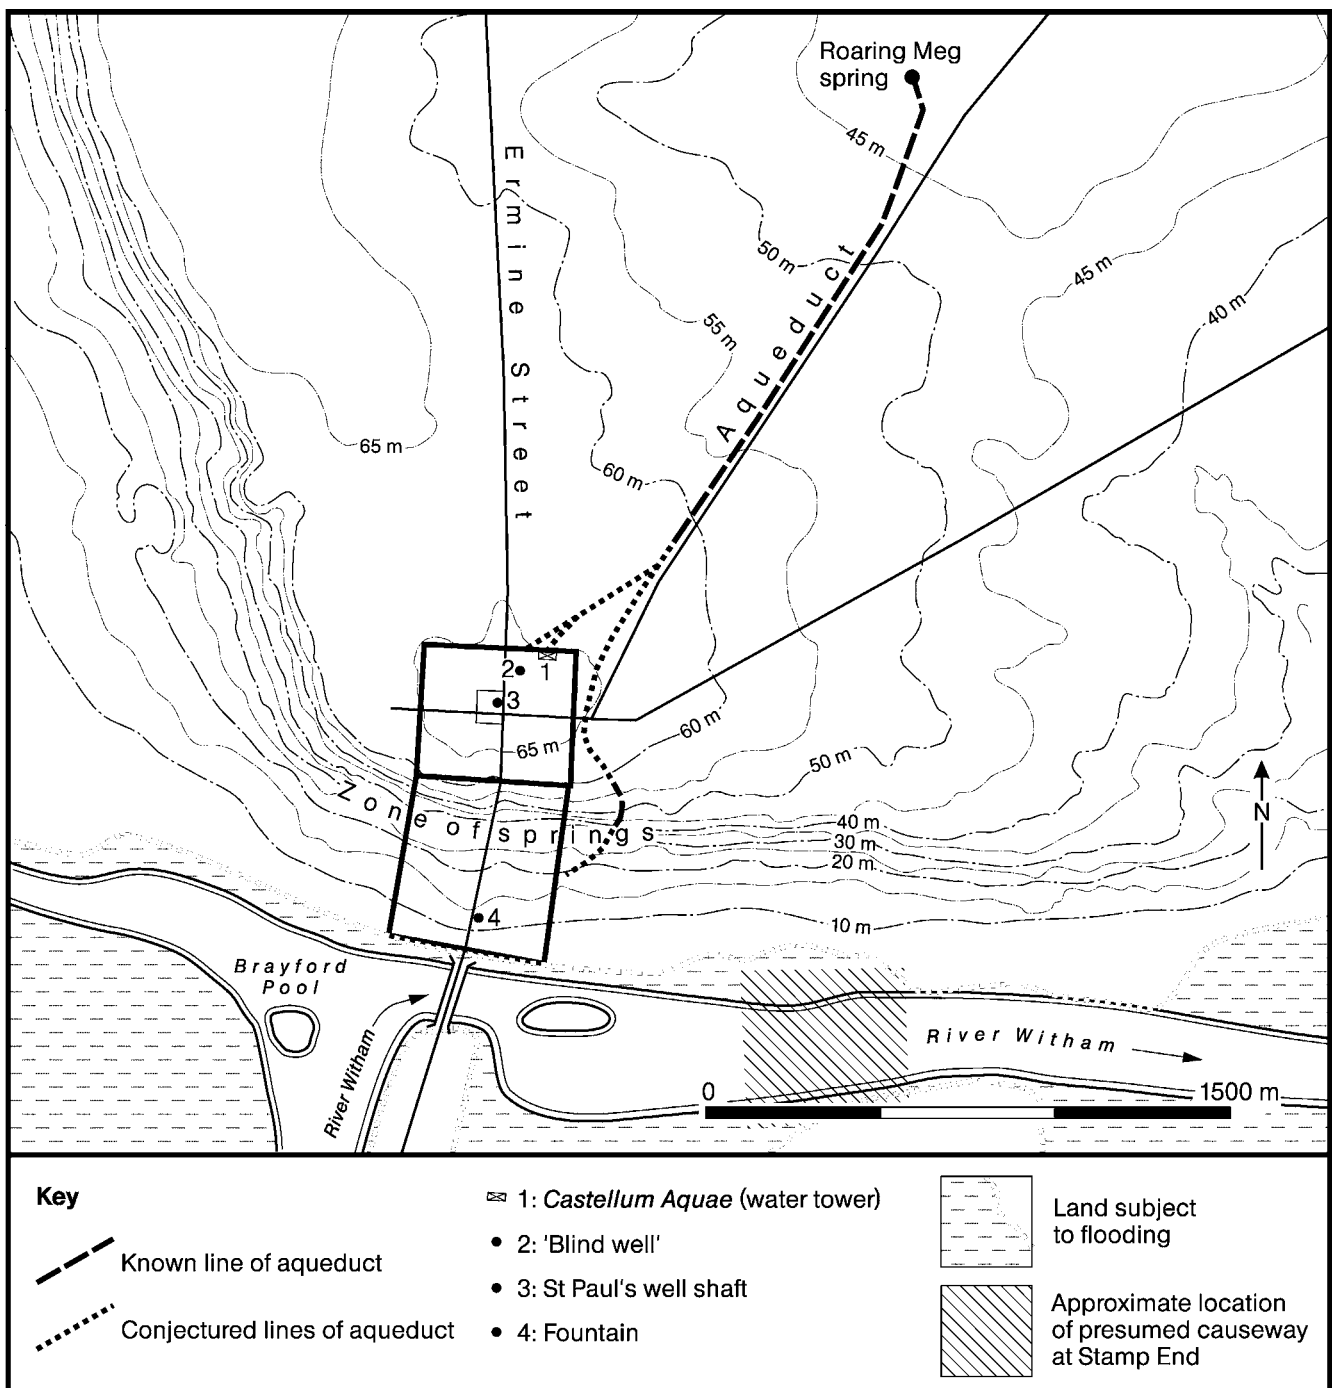 Roaring Meg
spring
45 m
Ermine Street
Aqueduct
50 m
45 m
40 m
55 m
65 m
60 m
2
1
3
60 m
65 m
50 m
Zone of springs
40 m
30 m
20 m
N
4
10 m
Brayford
Pool
River Witham
River Witham
0
1500 m
Key
Known line of aqueduct
Conjectured lines of aqueduct
1: Castellum Aquae (water tower)
2: 'Blind well'
3: St Paul's well shaft
4: Fountain
Land subject
to flooding
Approximate location
of presumed causeway
at Stamp End